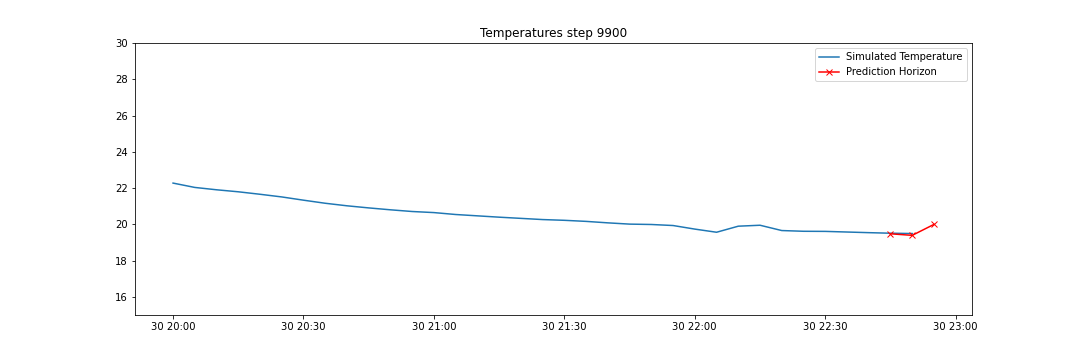 Temperatures step 9900
30
28
26
24
22
20
18
16
Simulated Temperature
Prediction Horizon
30 20:00 30 20:30 30 21:00 30 21:30 30 22:00 30 22:30 30 23:00